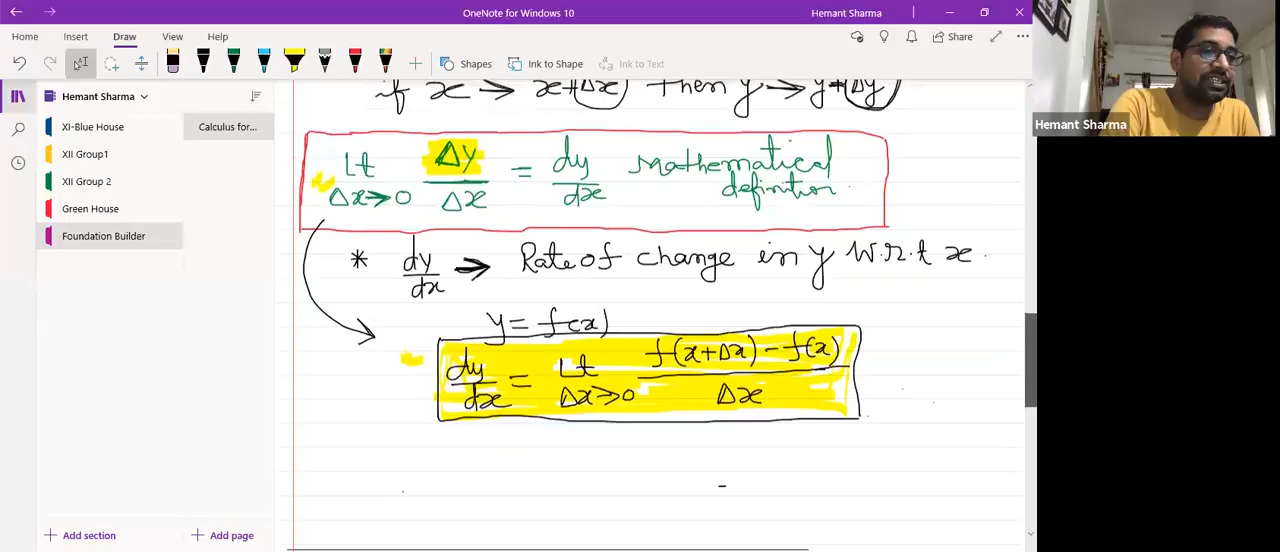 OneNote for Windows 10
Hemant Sharma
Home Insert Draw View Help
Share
Shapes Ink to Shape Ink to Text
Hemant Sharma
XI-Blue House
XII Group1
XII Group 2
Green House
Foundation Builder
Calculus for...
Add section
Add page
if x → x+Δx then y → y+Δy
Lt Δx→0 Δy/Δx = dy/dx Mathematical definition
* dy/dx → Rate of change in y w.r.t x.
y = f(x)
dy/dx = Lt Δx→0 f(x+Δx) - f(x) / Δx
Hemant Sharma